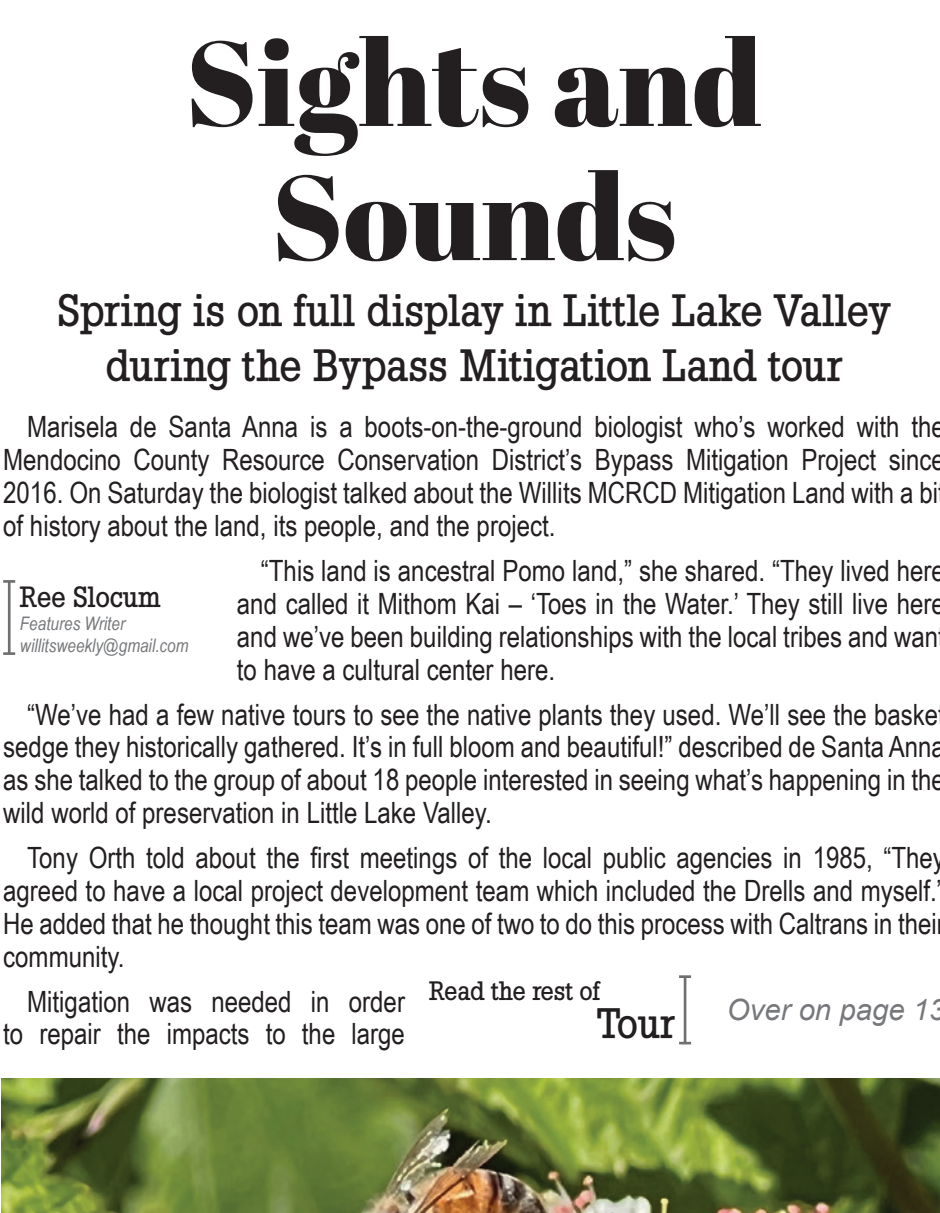 Sights and
Sounds
Spring is on full display in Little Lake Valley
during the Bypass Mitigation Land tour
Marisela de Santa Anna is a boots-on-the-ground biologist who’s worked with the
Mendocino County Resource Conservation District’s Bypass Mitigation Project since
2016. On Saturday the biologist talked about the Willits MCRCD Mitigation Land with a bit
of history about the land, its people, and the project.
Ree Slocum
Features Writer
willitsweekly@gmail.com
“This land is ancestral Pomo land,” she shared. “They lived here
and called it Mithom Kai – ‘Toes in the Water.’ They still live here
and we’ve been building relationships with the local tribes and want
to have a cultural center here.
“We’ve had a few native tours to see the native plants they used. We’ll see the basket
sedge they historically gathered. It’s in full bloom and beautiful!” described de Santa Anna
as she talked to the group of about 18 people interested in seeing what’s happening in the
wild world of preservation in Little Lake Valley.
Tony Orth told about the first meetings of the local public agencies in 1985, “They
agreed to have a local project development team which included the Drells and myself.”
He added that he thought this team was one of two to do this process with Caltrans in their
community.
Mitigation was needed in order
to repair the impacts to the large
Read the rest of
Tour
Over on page 13